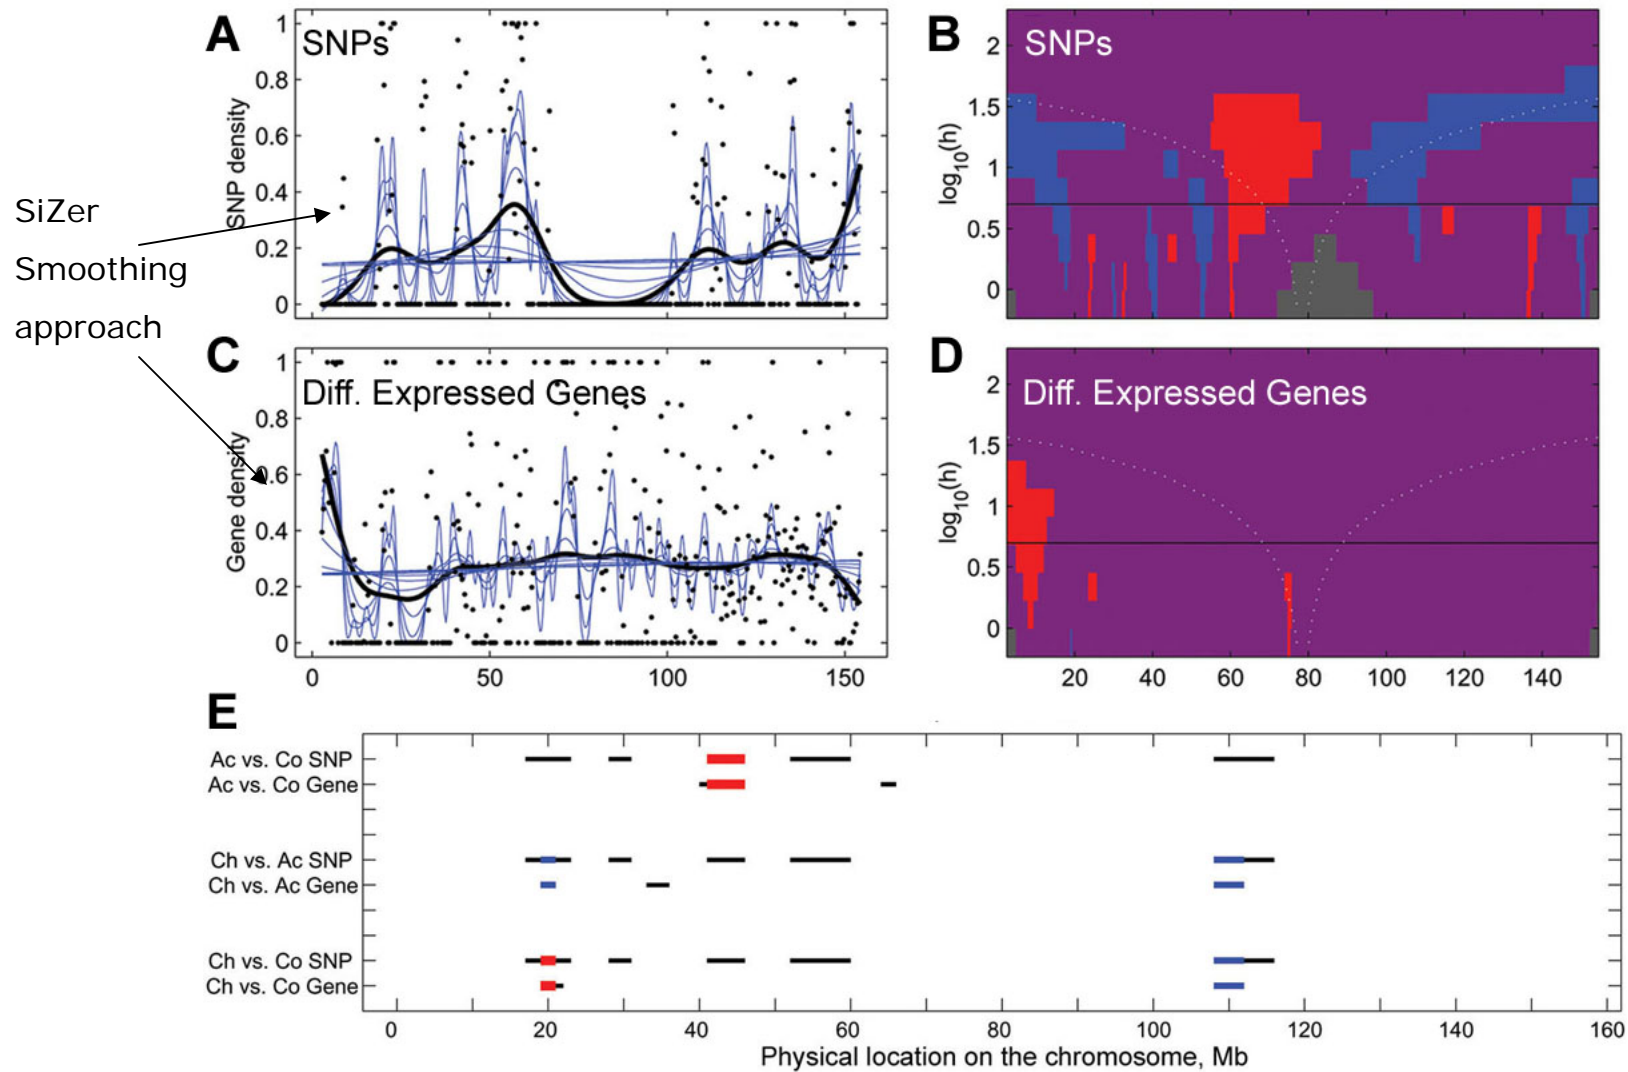 SiZer
Smoothing
approach
A
SNPs
SNP density
1
0.8
0.6
0.4
0.2
0
B
SNPs
log10(h)
2
1.5
1
0.5
0
C
Diff. Expressed Genes
Gene density
1
0.8
0.6
0.4
0.2
0
0 50 100 150
D
Diff. Expressed Genes
log10(h)
2
1.5
1
0.5
0
20 40 60 80 100 120 140
E
Ac vs. Co SNP
Ac vs. Co Gene
Ch vs. Ac SNP
Ch vs. Ac Gene
Ch vs. Co SNP
Ch vs. Co Gene
0 20 40 60 80 100 120 140 160
Physical location on the chromosome, Mb